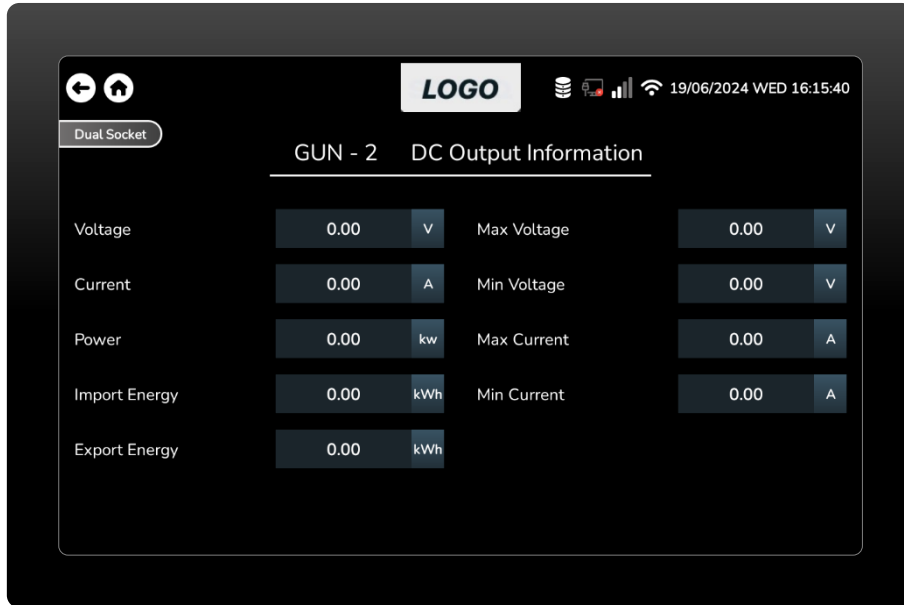 LOGO
19/06/2024 WED 16:15:40
Dual Socket
GUN - 2 DC Output Information
Voltage 0.00 V Max Voltage 0.00 V
Current 0.00 A Min Voltage 0.00 V
Power 0.00 kw Max Current 0.00 A
Import Energy 0.00 kWh Min Current 0.00 A
Export Energy 0.00 kWh